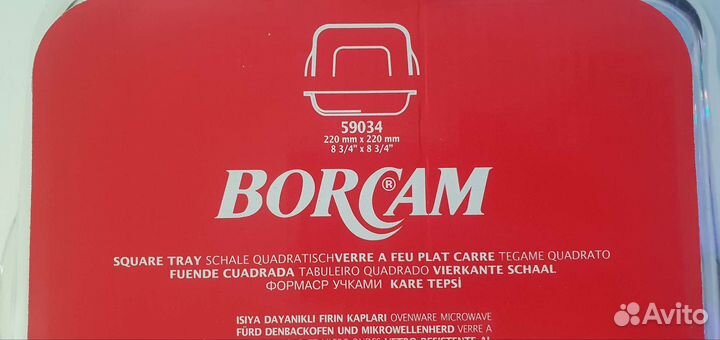 59034
220 mm x 220 mm
8 3/4" x 8 3/4"
BORCAM®
SQUARE TRAY SCHALE QUADRATISCHVERRE A FEU PLAT CARRE TEGAME QUADRATO
FUENDE CUADRADA TABULEIRO QUADRADO VIERKANTE SCHAAL
ФОРМАСР УЧКАМИ KARE TEPSİ
ISIYA DAYANIKLI FIRIN KAPLARI OVENWARE MICROWAVE
FÜRD DENBACKOFEN UND MIKROWELLENHERD VERRE A
Avito